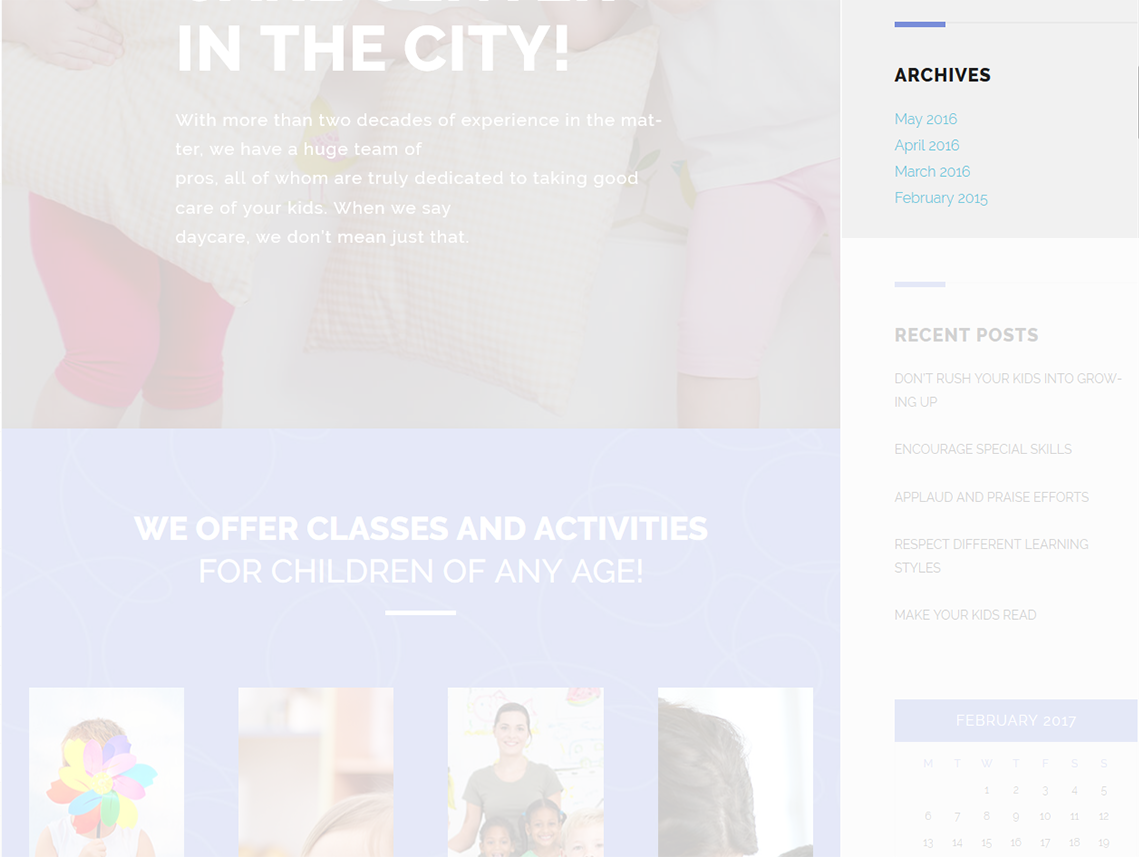 IN THE CITY!
With more than two decades of experience in the mat-
ter, we have a huge team of
pros, all of whom are truly dedicated to taking good
care of your kids. When we say
daycare, we don't mean just that.
WE OFFER CLASSES AND ACTIVITIES
FOR CHILDREN OF ANY AGE!
ARCHIVES
May 2016
April 2016
March 2016
February 2015
RECENT POSTS
DON'T RUSH YOUR KIDS INTO GROW-
ING UP
ENCOURAGE SPECIAL SKILLS
APPLAUD AND PRAISE EFFORTS
RESPECT DIFFERENT LEARNING
STYLES
MAKE YOUR KIDS READ
FEBRUARY 2017
M T W T F S S
1 2 3 4 5
6 7 8 9 10 11 12
13 14 15 16 17 18 19